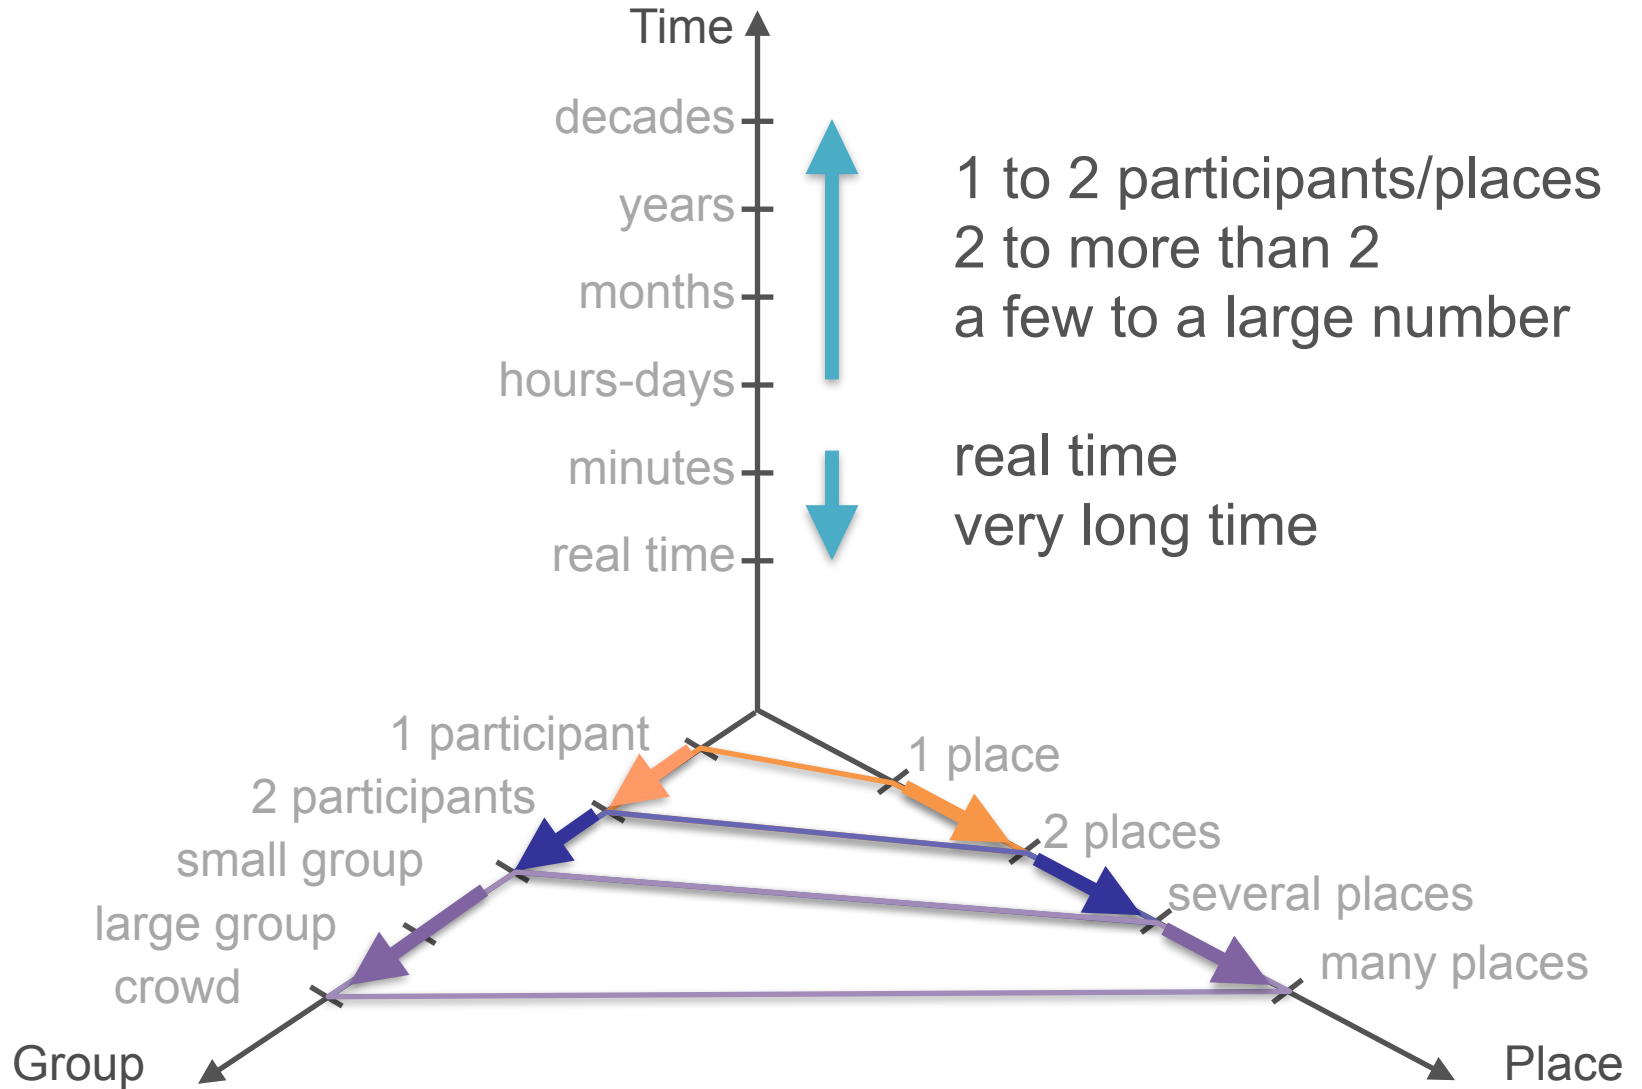 Time
decades
years
months
hours-days
minutes
real time
1 to 2 participants/places
2 to more than 2
a few to a large number
real time
very long time
1 participant
2 participants
small group
large group
crowd
Group
1 place
2 places
several places
many places
Place